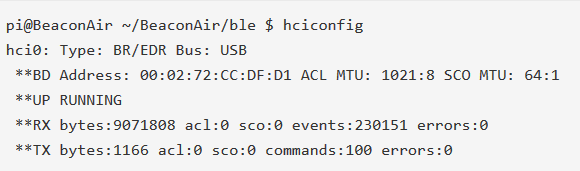 pi@BeaconAir ~/BeaconAir/ble $ hciconfig
hci0: Type: BR/EDR Bus: USB
**BD Address: 00:02:72:CC:DF:D1 ACL MTU: 1021:8 SCO MTU: 64:1
**UP RUNNING
**RX bytes:9071808 acl:0 sco:0 events:230151 errors:0
**TX bytes:1166 acl:0 sco:0 commands:100 errors:0